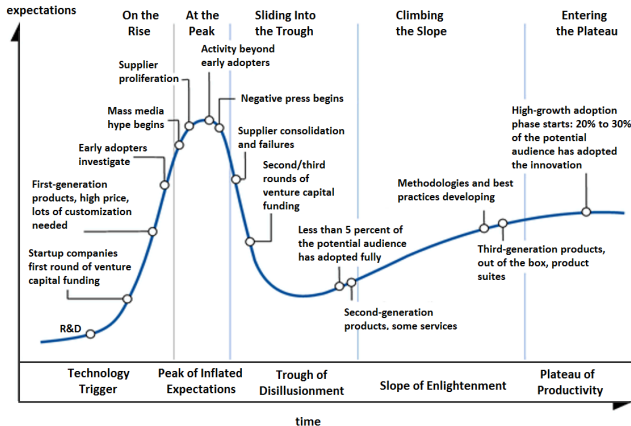 expectations
On the
Rise
At the
Peak
Sliding Into
the Trough
Climbing
the Slope
Entering
the Plateau
Activity beyond
early adopters
Supplier
proliferation
Negative press begins
Mass media
hype begins
Early adopters
investigate
First-generation
products, high price,
lots of customization
needed
Startup companies
first round of venture
capital funding
R&D
Supplier consolidation
and failures
Second/third
rounds of
venture capital
funding
Less than 5 percent of
the potential audience
has adopted fully
Second-generation
products, some services
Methodologies and best
practices developing
Third-generation products,
out of the box, product
suites
High-growth adoption
phase starts: 20% to 30%
of the potential
audience has adopted
the innovation
Technology
Trigger
Peak of Inflated
Expectations
Trough of
Disillusionment
Slope of Enlightenment
Plateau of
Productivity
time